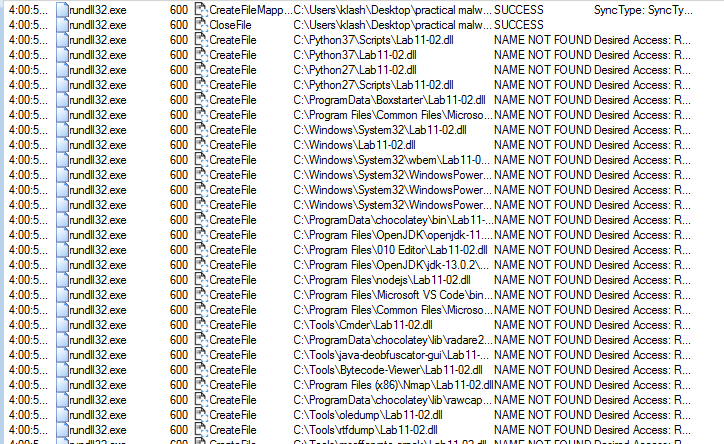 4:00:5... rundll32.exe 600 CreateFileMapp... C:\Users\klash\Desktop\practical malw... SUCCESS SyncType: SyncTy...
4:00:5... rundll32.exe 600 CloseFile C:\Users\klash\Desktop\practical malw... SUCCESS
4:00:5... rundll32.exe 600 CreateFile C:\Python37\Scripts\Lab11-02.dll NAME NOT FOUND Desired Access: R...
4:00:5... rundll32.exe 600 CreateFile C:\Python37\Lab11-02.dll NAME NOT FOUND Desired Access: R...
4:00:5... rundll32.exe 600 CreateFile C:\Python27\Lab11-02.dll NAME NOT FOUND Desired Access: R...
4:00:5... rundll32.exe 600 CreateFile C:\Python27\Scripts\Lab11-02.dll NAME NOT FOUND Desired Access: R...
4:00:5... rundll32.exe 600 CreateFile C:\ProgramData\Boxstarter\Lab11-02.dll NAME NOT FOUND Desired Access: R...
4:00:5... rundll32.exe 600 CreateFile C:\Program Files\Common Files\Microso... NAME NOT FOUND Desired Access: R...
4:00:5... rundll32.exe 600 CreateFile C:\Windows\System32\Lab11-02.dll NAME NOT FOUND Desired Access: R...
4:00:5... rundll32.exe 600 CreateFile C:\Windows\Lab11-02.dll NAME NOT FOUND Desired Access: R...
4:00:5... rundll32.exe 600 CreateFile C:\Windows\System32\wbem\Lab11-0... NAME NOT FOUND Desired Access: R...
4:00:5... rundll32.exe 600 CreateFile C:\Windows\System32\WindowsPower... NAME NOT FOUND Desired Access: R...
4:00:5... rundll32.exe 600 CreateFile C:\Windows\System32\WindowsPower... NAME NOT FOUND Desired Access: R...
4:00:5... rundll32.exe 600 CreateFile C:\Windows\System32\WindowsPower... NAME NOT FOUND Desired Access: R...
4:00:5... rundll32.exe 600 CreateFile C:\ProgramData\chocolatey\bin\Lab11-... NAME NOT FOUND Desired Access: R...
4:00:5... rundll32.exe 600 CreateFile C:\Program Files\OpenJDK\openjdk-11.... NAME NOT FOUND Desired Access: R...
4:00:5... rundll32.exe 600 CreateFile C:\Program Files\010 Editor\Lab11-02.dll NAME NOT FOUND Desired Access: R...
4:00:5... rundll32.exe 600 CreateFile C:\Program Files\OpenJDK\jdk-13.0.2\... NAME NOT FOUND Desired Access: R...
4:00:5... rundll32.exe 600 CreateFile C:\Program Files\nodejs\Lab11-02.dll NAME NOT FOUND Desired Access: R...
4:00:5... rundll32.exe 600 CreateFile C:\Program Files\Microsoft VS Code\bin... NAME NOT FOUND Desired Access: R...
4:00:5... rundll32.exe 600 CreateFile C:\Program Files\Common Files\Microso... NAME NOT FOUND Desired Access: R...
4:00:5... rundll32.exe 600 CreateFile C:\Tools\Cmder\Lab11-02.dll NAME NOT FOUND Desired Access: R...
4:00:5... rundll32.exe 600 CreateFile C:\ProgramData\chocolatey\lib\radare2... NAME NOT FOUND Desired Access: R...
4:00:5... rundll32.exe 600 CreateFile C:\Tools\java-deobfuscator-gui\Lab11-... NAME NOT FOUND Desired Access: R...
4:00:5... rundll32.exe 600 CreateFile C:\Tools\Bytecode-Viewer\Lab11-02.dll NAME NOT FOUND Desired Access: R...
4:00:5... rundll32.exe 600 CreateFile C:\Program Files (x86)\Nmap\Lab11-02.dll NAME NOT FOUND Desired Access: R...
4:00:5... rundll32.exe 600 CreateFile C:\ProgramData\chocolatey\lib\rawcap... NAME NOT FOUND Desired Access: R...
4:00:5... rundll32.exe 600 CreateFile C:\Tools\oledump\Lab11-02.dll NAME NOT FOUND Desired Access: R...
4:00:5... rundll32.exe 600 CreateFile C:\Tools\rtfdump\Lab11-02.dll NAME NOT FOUND Desired Access: R...
4:00:5... rundll32.exe 600 CreateFile NAME NOT FOUND Desired Access: R...